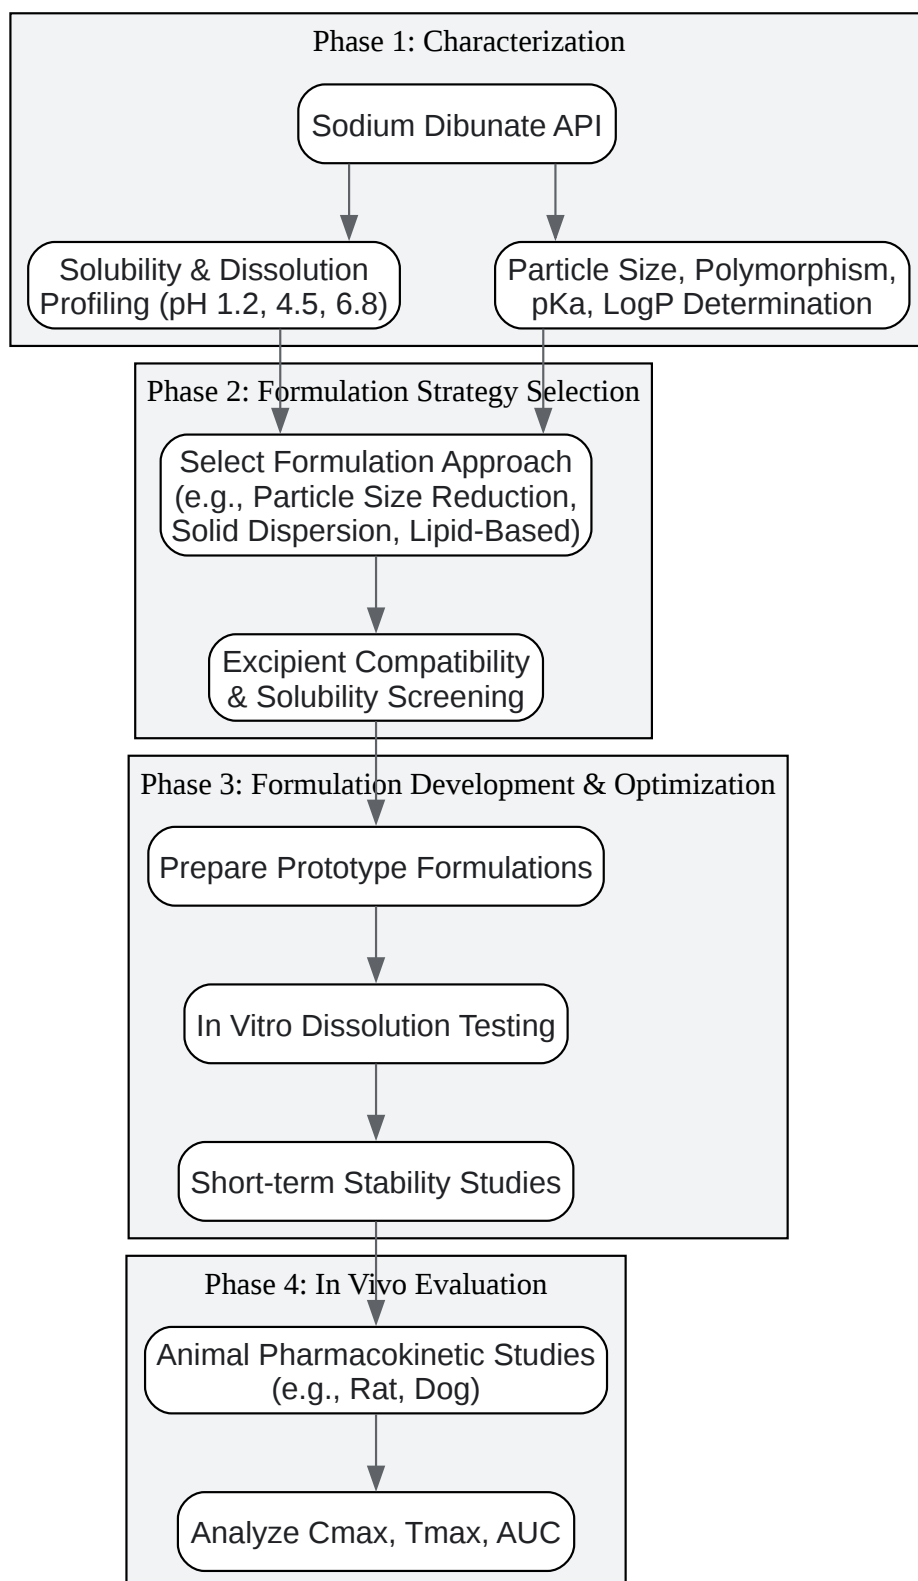 Phase 1: Characterization
Sodium Dibunate API
Solubility & Dissolution
Profiling (pH 1.2, 4.5, 6.8)
Particle Size, Polymorphism,
pKa, LogP Determination
Phase 2: Formulation Strategy Selection
Select Formulation Approach
(e.g., Particle Size Reduction,
Solid Dispersion, Lipid-Based)
Excipient Compatibility
& Solubility Screening
Phase 3: Formulation Development & Optimization
Prepare Prototype Formulations
In Vitro Dissolution Testing
Short-term Stability Studies
Phase 4: In Vivo Evaluation
Animal Pharmacokinetic Studies
(e.g., Rat, Dog)
Analyze Cmax, Tmax, AUC